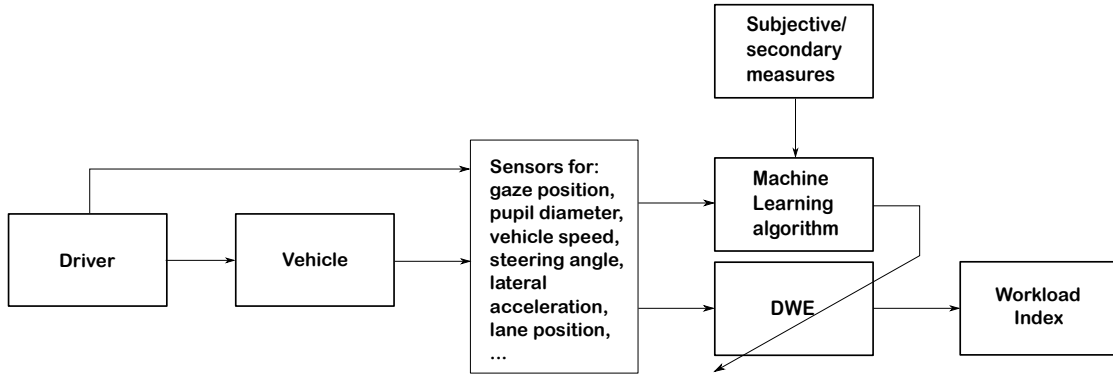 Subjective/
secondary
measures
Sensors for:
gaze position,
pupil diameter,
vehicle speed,
steering angle,
lateral
acceleration,
lane position,
...
Machine
Learning
algorithm
Driver
Vehicle
DWE
Workload
Index